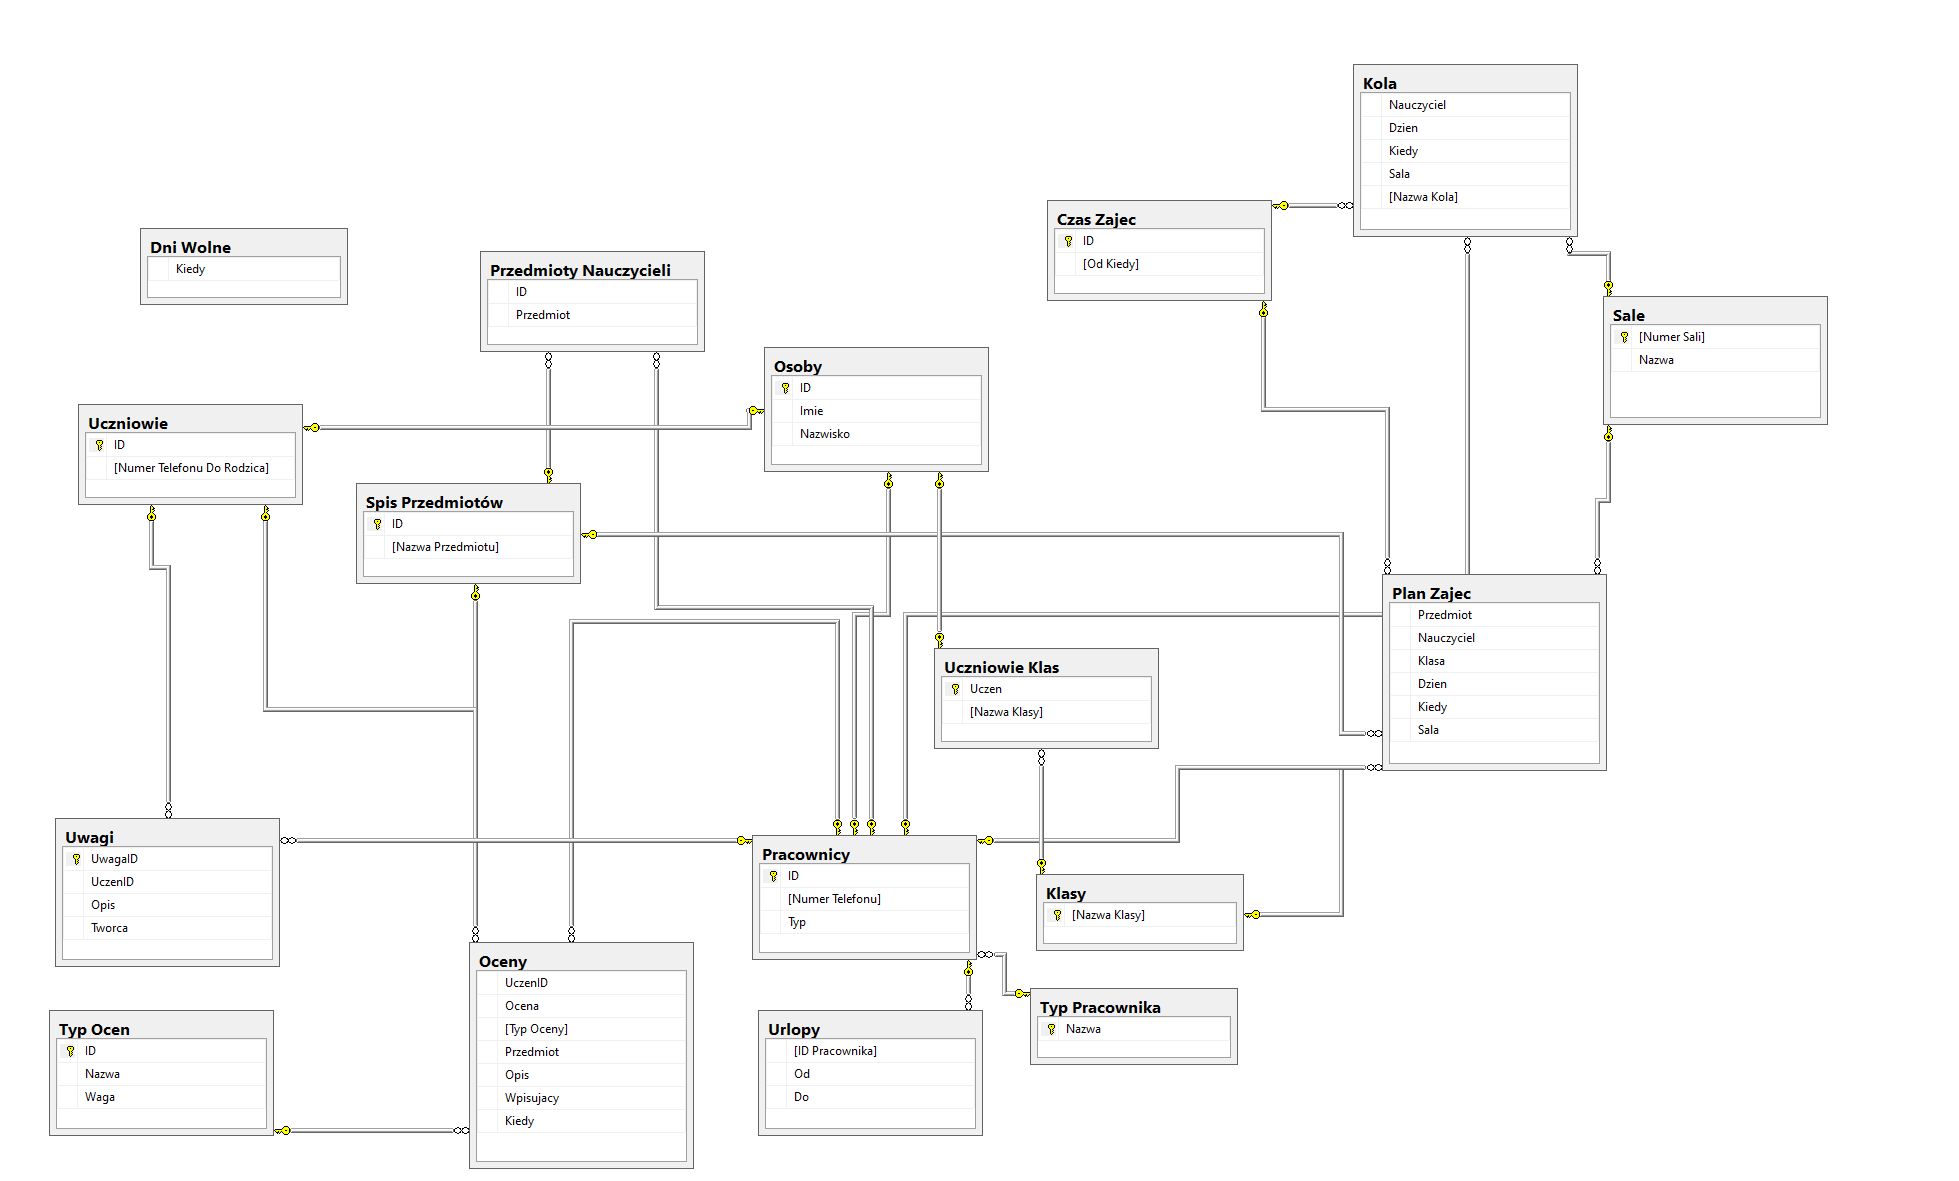 Kola
Nauczyciel
Dzien
Kiedy
Sala
[Nazwa Kola]
Czas Zajec
ID
[Od Kiedy]
Dni Wolne
Kiedy
Przedmioty Nauczycieli
ID
Przedmiot
Sale
[Numer Sali]
Nazwa
Osoby
ID
Imie
Nazwisko
Uczniowie
ID
[Numer Telefonu Do Rodzica]
Spis Przedmiotów
ID
[Nazwa Przedmiotu]
Plan Zajec
Przedmiot
Nauczyciel
Klasa
Dzien
Kiedy
Sala
Uczniowie Klas
Uczen
[Nazwa Klasy]
Uwagi
UwagaID
UczenID
Opis
Tworca
Pracownicy
ID
[Numer Telefonu]
Typ
Klasy
[Nazwa Klasy]
Oceny
UczenID
Ocena
[Typ Oceny]
Przedmiot
Opis
Wpisujacy
Kiedy
Typ Pracownika
Nazwa
Typ Ocen
ID
Nazwa
Waga
Urlopy
[ID Pracownika]
Od
Do